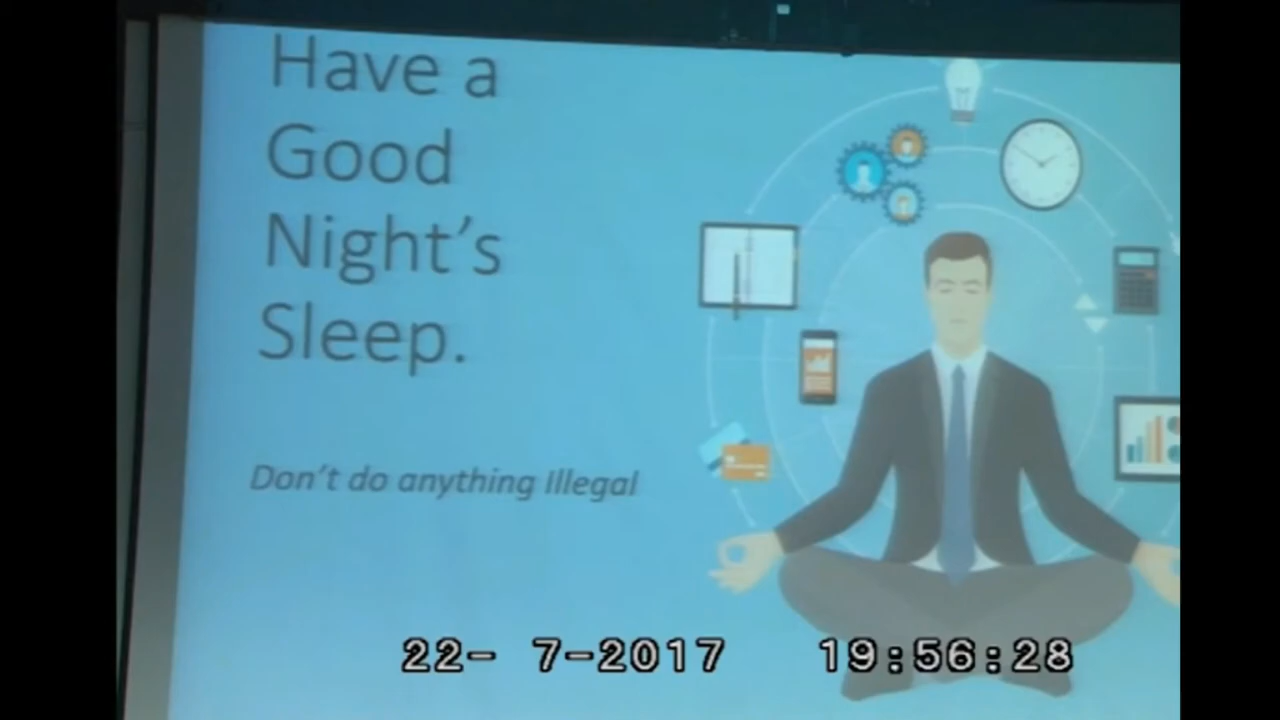 Have a
Good
Night's
Sleep.
Don't do anything Illegal
22- 7-2017 19:56:28